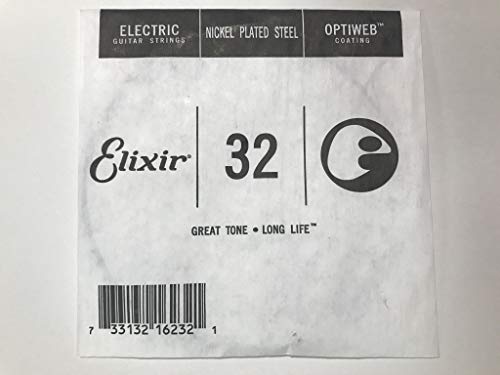 ELECTRIC
GUITAR STRINGS
NICKEL PLATED STEEL
OPTIWEB™
COATING
Elixir®
32
GREAT TONE • LONG LIFE™
7 33132 16232 1